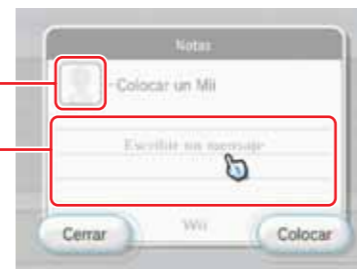 Notas
Colocar un Mii
Escribir un mensaje
Wii
Cerrar
Colocar